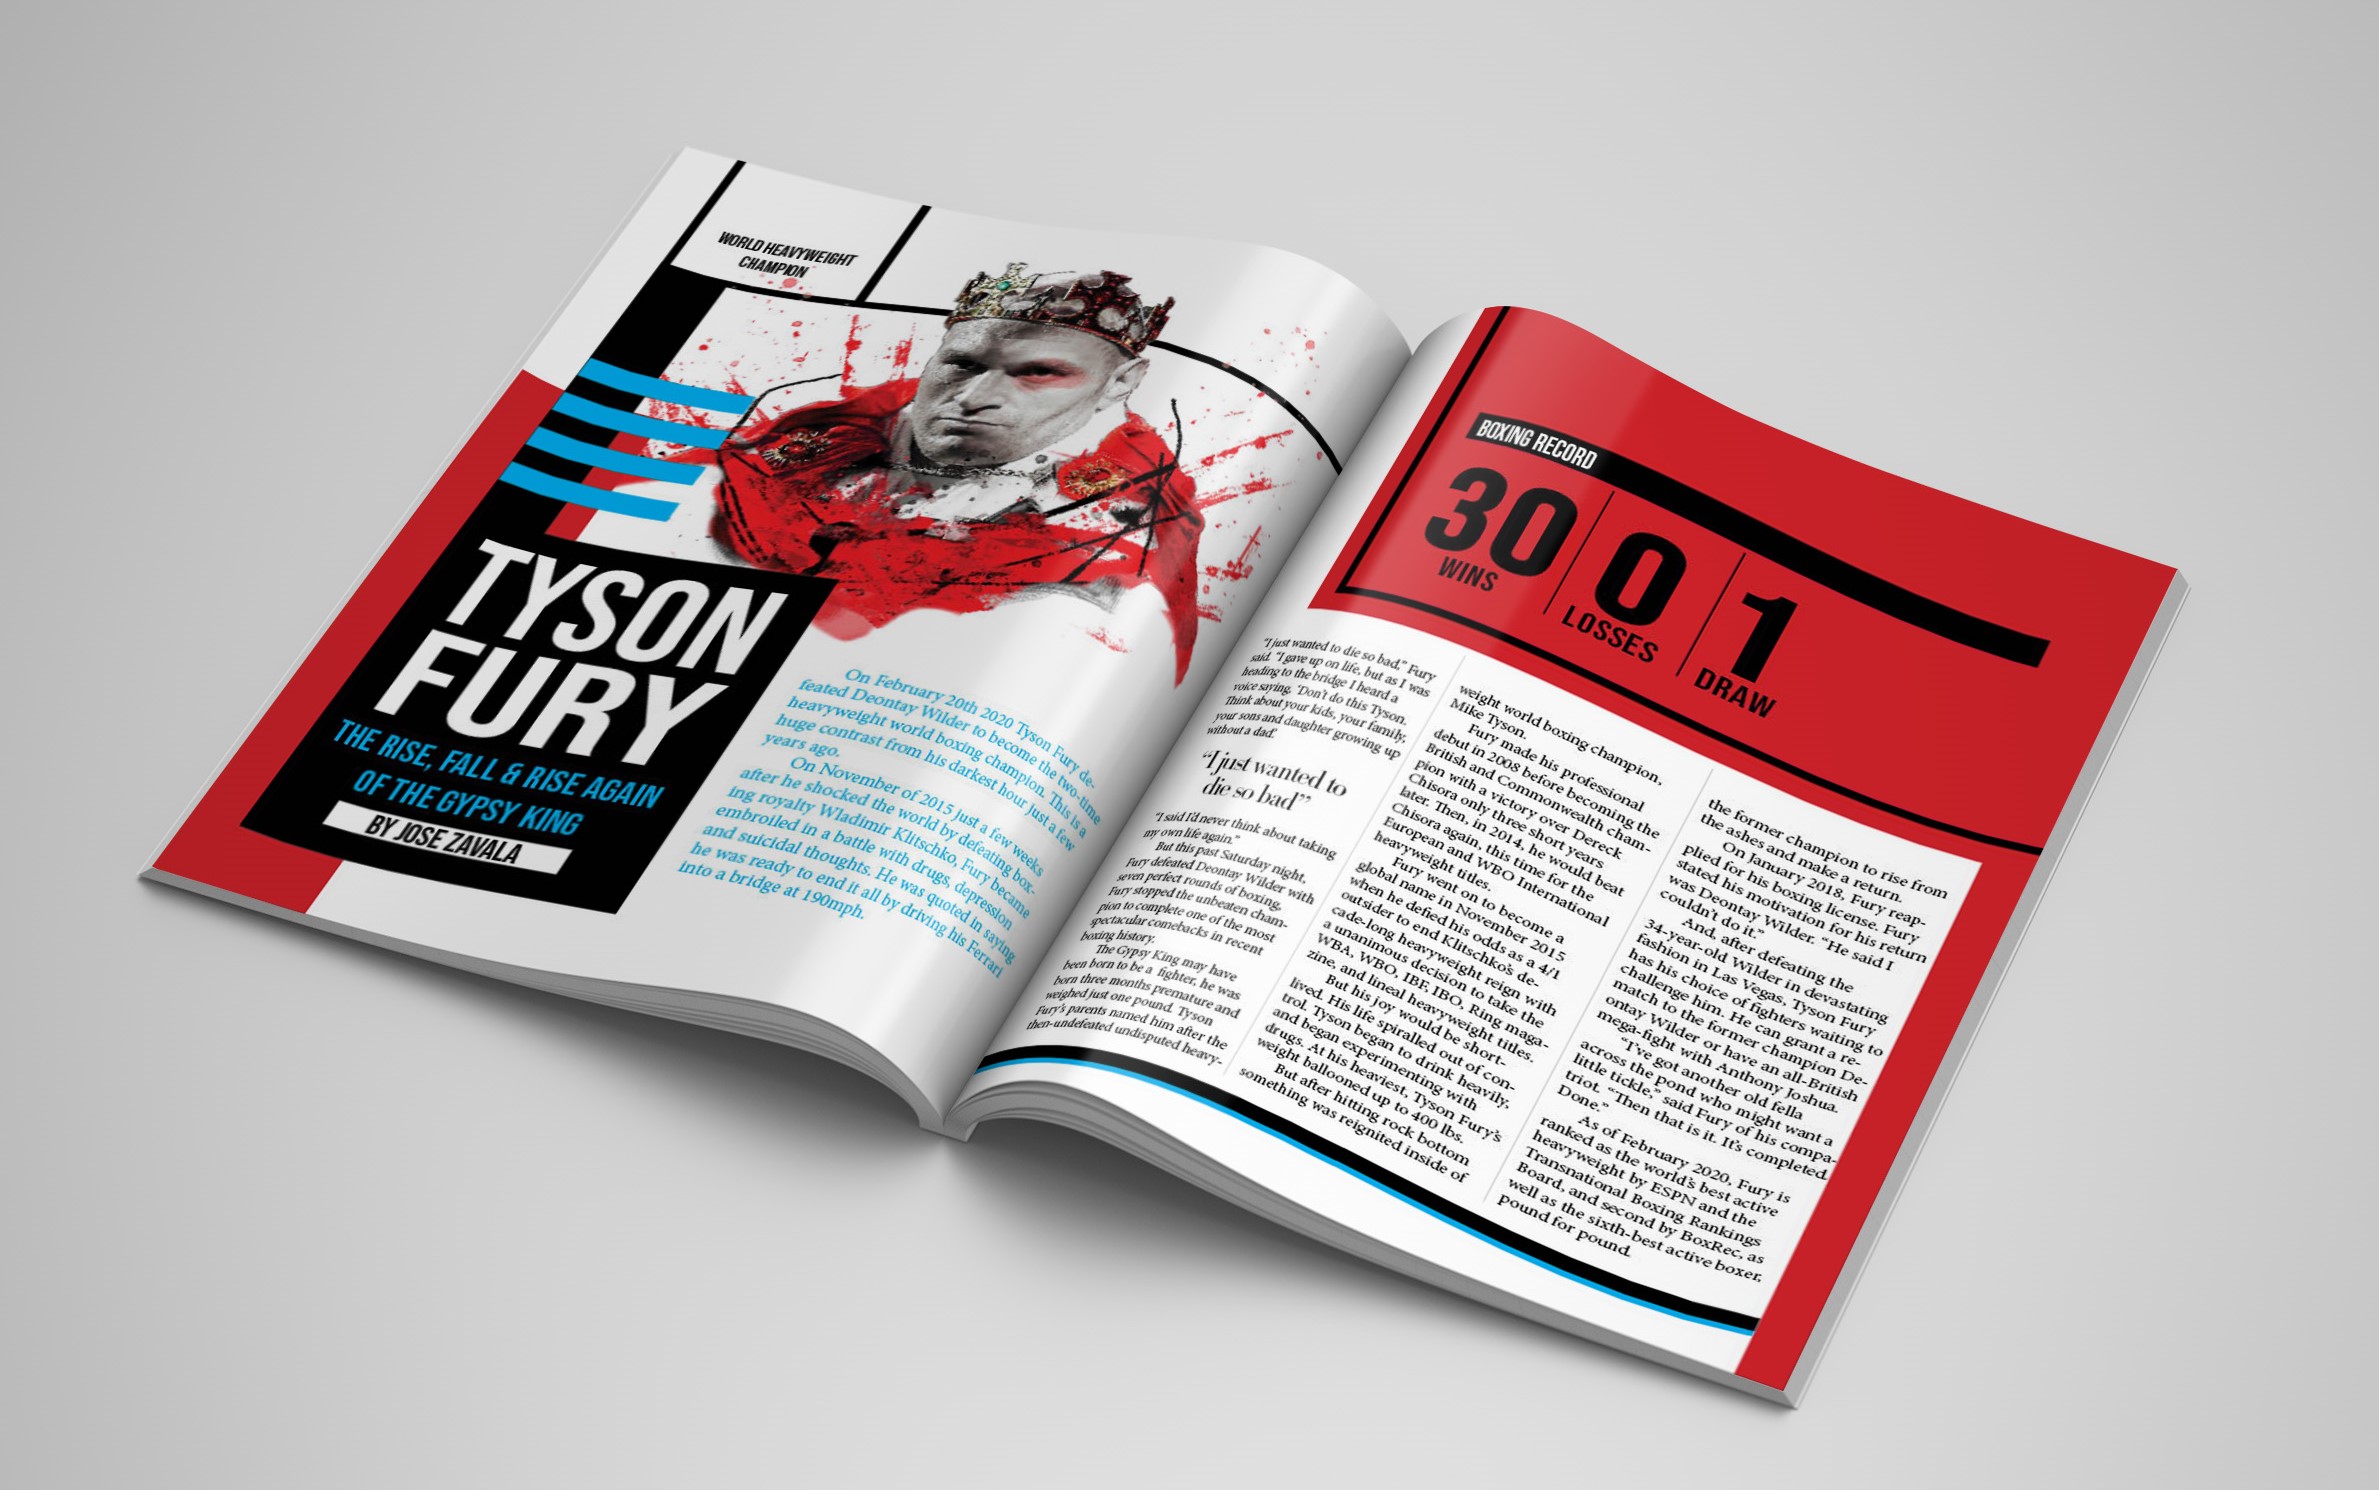 WORLD HEAVYWEIGHT
CHAMPION
TYSON
FURY
THE RISE, FALL & RISE AGAIN
OF THE GYPSY KING
BY JOSE ZAVALA
On February 20th 2020 Tyson Fury de-
feated Deontay Wilder to become the two-time
heavyweight world boxing champion. This is a
huge contrast from his darkest hour just a few
years ago.
On November of 2015 just a few weeks
after he shocked the world by defeating box-
ing royalty Wladimir Klitschko, Fury became
embroiled in a battle with drugs, depression
and suicidal thoughts. He was quoted in saying
he was ready to end it all by driving his Ferrari
into a bridge at 190mph.
BOXING RECORD
30
WINS
0
LOSSES
1
DRAW
"I just wanted to die so bad," Fury
said. "I gave up on life, but as I was
heading to the bridge I heard a
voice saying, 'Don't do this Tyson.
Think about your kids, your family,
your sons and daughter growing up
without a dad'.
“I just wanted to
die so bad”
"I said I'd never think about taking
my own life again."
But this past Saturday night,
Fury defeated Deontay Wilder with
seven perfect rounds of boxing,
Fury stopped the unbeaten cham-
pion to complete one of the most
spectacular comebacks in recent
boxing history.
The Gypsy King may have
been born to be a fighter, he was
born three months premature and
weighed just one pound. Tyson
Fury's parents named him after the
then-undefeated undisputed heavy-
weight world boxing champion,
Mike Tyson.
Fury made his professional
debut in 2008 before becoming the
British and Commonwealth cham-
pion with a victory over Dereck
Chisora only three short years
later. Then, in 2014, he would beat
Chisora again, this time for the
European and WBO International
heavyweight titles.
Fury went on to become a
global name in November 2015
when he defied his odds as a 4/1
outsider to end Klitschko's de-
cade-long heavyweight reign with
a unanimous decision to take the
WBA, WBO, IBF, IBO, Ring maga-
zine, and lineal heavyweight titles.
But his joy would be short-
lived. His life spiralled out of con-
trol. Tyson began to drink heavily,
and began experimenting with
drugs. At his heaviest, Tyson Fury's
weight ballooned up to 400 lbs.
But after hitting rock bottom
something was reignited inside of
the former champion to rise from
the ashes and make a return.
On January 2018, Fury reap-
plied for his boxing license. Fury
stated his motivation for his return
was Deontay Wilder. "He said I
couldn't do it."
And, after defeating the
34-year-old Wilder in devastating
fashion in Las Vegas, Tyson Fury
has his choice of fighters waiting to
challenge him. He can grant a re-
match to the former champion De-
ontay Wilder or have an all-British
mega-fight with Anthony Joshua.
"I've got another old fella
across the pond who might want a
little tickle," said Fury of his compa-
triot. "Then that is it. It's completed.
Done."
As of February 2020, Fury is
ranked as the world's best active
heavyweight by ESPN and the
Transnational Boxing Rankings
Board, and second by BoxRec, as
well as the sixth-best active boxer,
pound for pound.